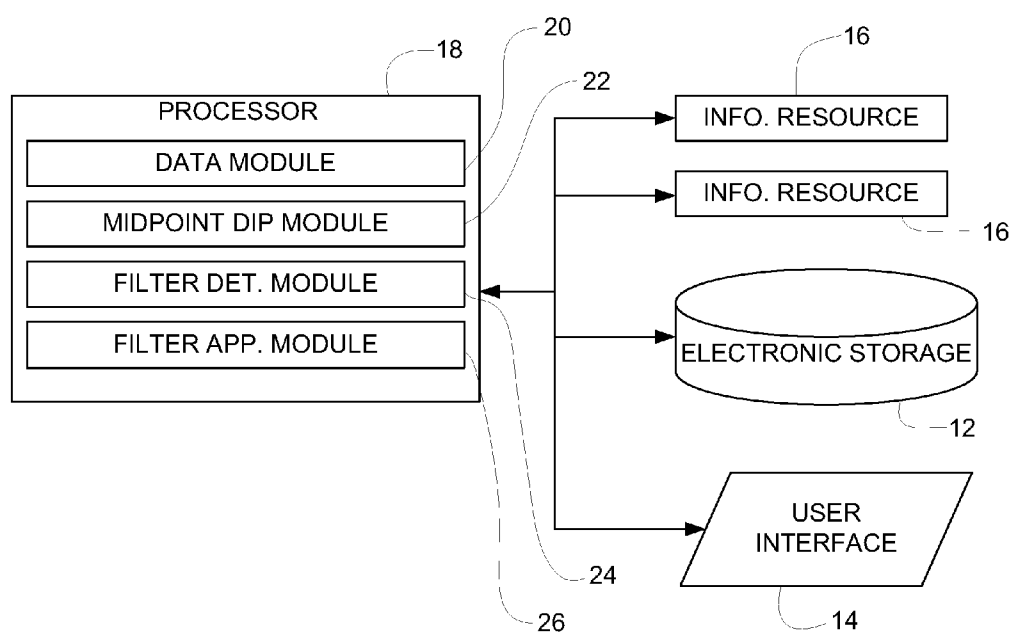 20
18
16
22
PROCESSOR
INFO. RESOURCE
DATA MODULE
INFO. RESOURCE
MIDPOINT DIP MODULE
16
FILTER DET. MODULE
FILTER APP. MODULE
ELECTRONIC STORAGE
12
USER
INTERFACE
24
26
14